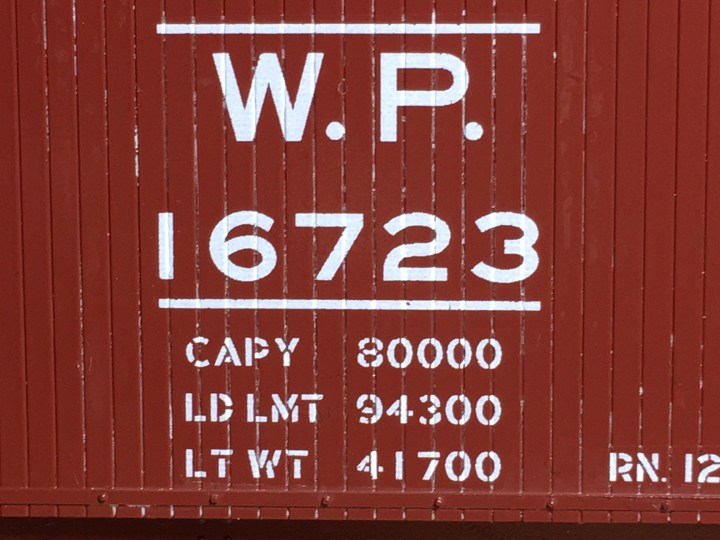 W. P.
16723
CAPY 80000
LD LMT 94300
LT WT 41700
RN. 12